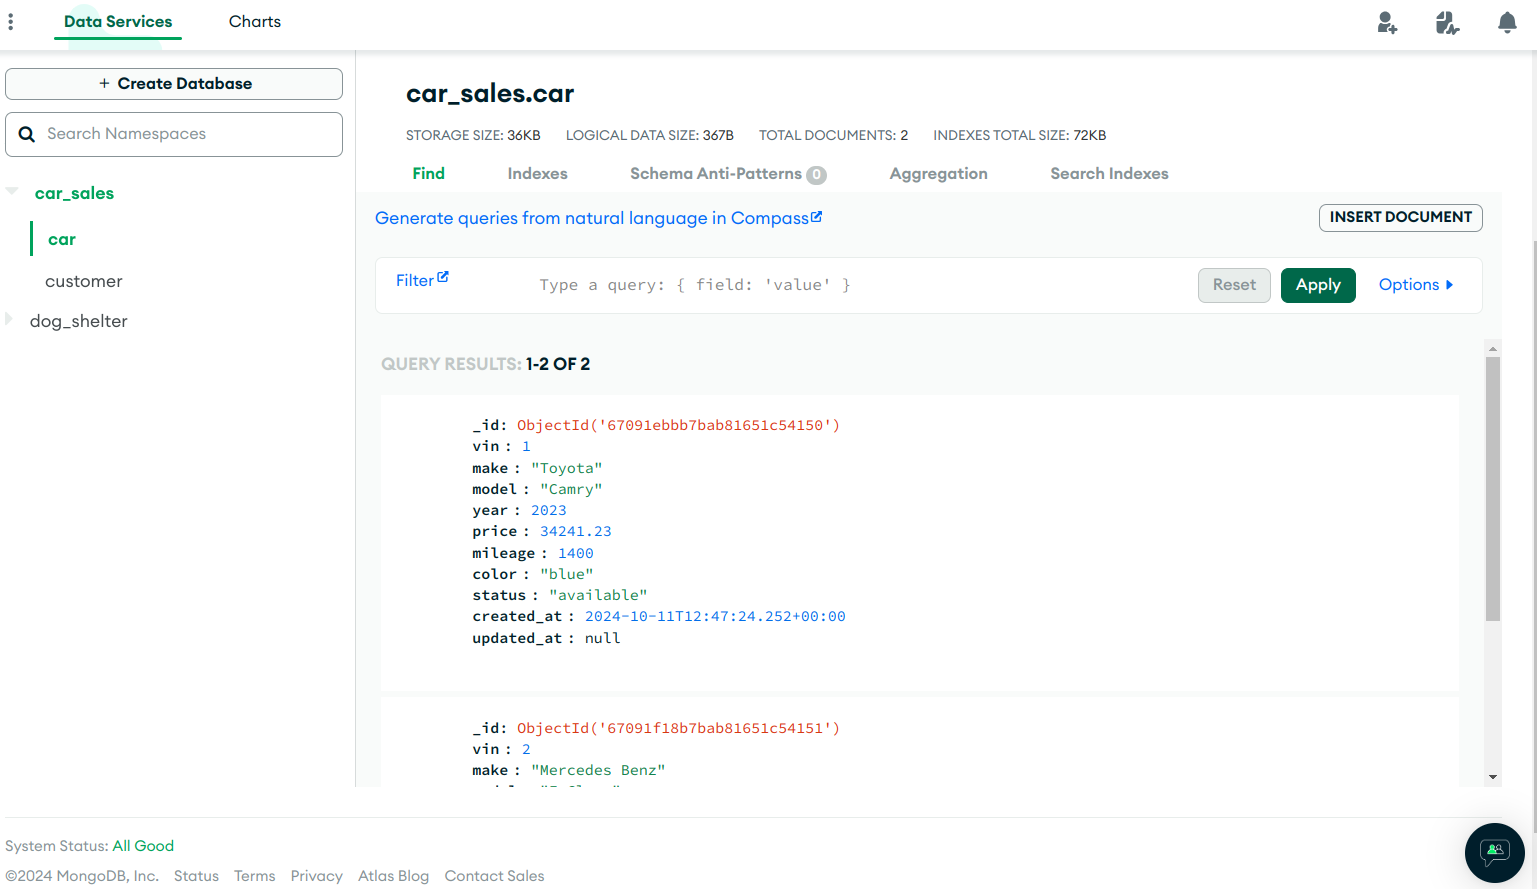 Data Services
Charts
+ Create Database
Search Namespaces
car_sales
car
customer
dog_shelter
car_sales.car
STORAGE SIZE: 36KB LOGICAL DATA SIZE: 367B TOTAL DOCUMENTS: 2 INDEXES TOTAL SIZE: 72KB
Find Indexes Schema Anti-Patterns 0 Aggregation Search Indexes
Generate queries from natural language in Compass
INSERT DOCUMENT
Filter
Type a query: { field: 'value' }
Reset
Apply
Options
QUERY RESULTS: 1-2 OF 2
_id: ObjectId('67091ebbb7bab81651c54150')
vin : 1
make : "Toyota"
model : "Camry"
year : 2023
price : 34241.23
mileage : 1400
color : "blue"
status : "available"
created_at : 2024-10-11T12:47:24.252+00:00
updated_at : null
_id: ObjectId('67091f18b7bab81651c54151')
vin : 2
make : "Mercedes Benz"
System Status: All Good
©2024 MongoDB, Inc. Status Terms Privacy Atlas Blog Contact Sales